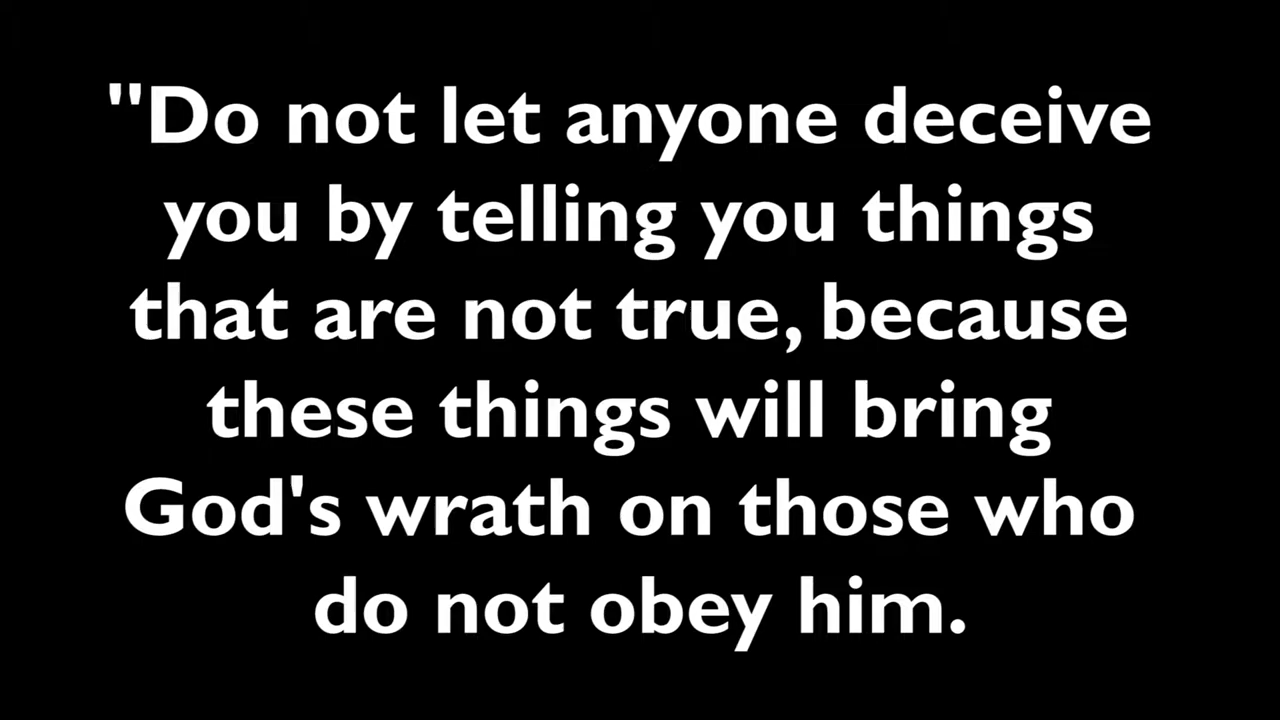 "Do not let anyone deceive
you by telling you things
that are not true, because
these things will bring
God's wrath on those who
do not obey him.